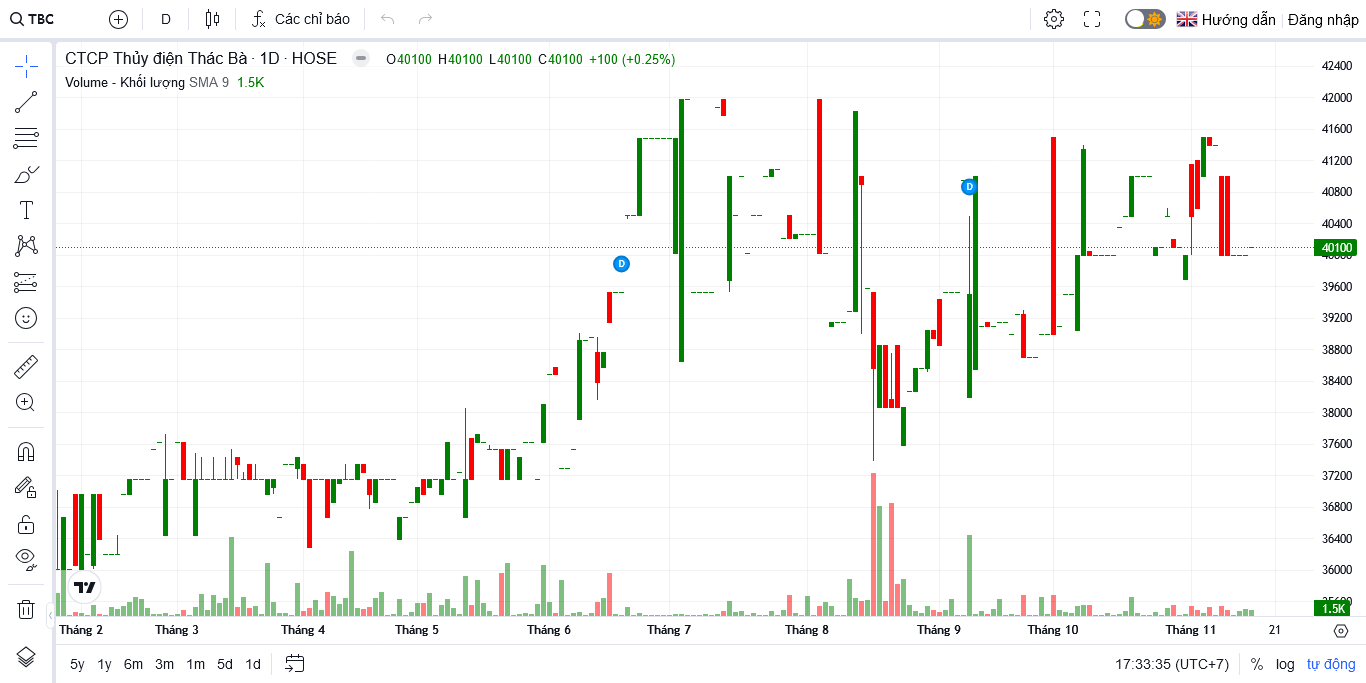 TBC D Các chỉ báo Hướng dẫn Đăng nhập
CTCP Thủy điện Thác Bà · 1D · HOSE O40100 H40100 L40100 C40100 +100 (+0.25%)
Volume - Khối lượng SMA 9 1.5K
42400
42000
41600
41200
40800
40400
40100
40000
39600
39200
38800
38400
38000
37600
37200
36800
36400
36000
35600
1.5K
D
D
Tháng 2 Tháng 3 Tháng 4 Tháng 5 Tháng 6 Tháng 7 Tháng 8 Tháng 9 Tháng 10 Tháng 11 21
5y 1y 6m 3m 1m 5d 1d 17:33:35 (UTC+7) % log tự động